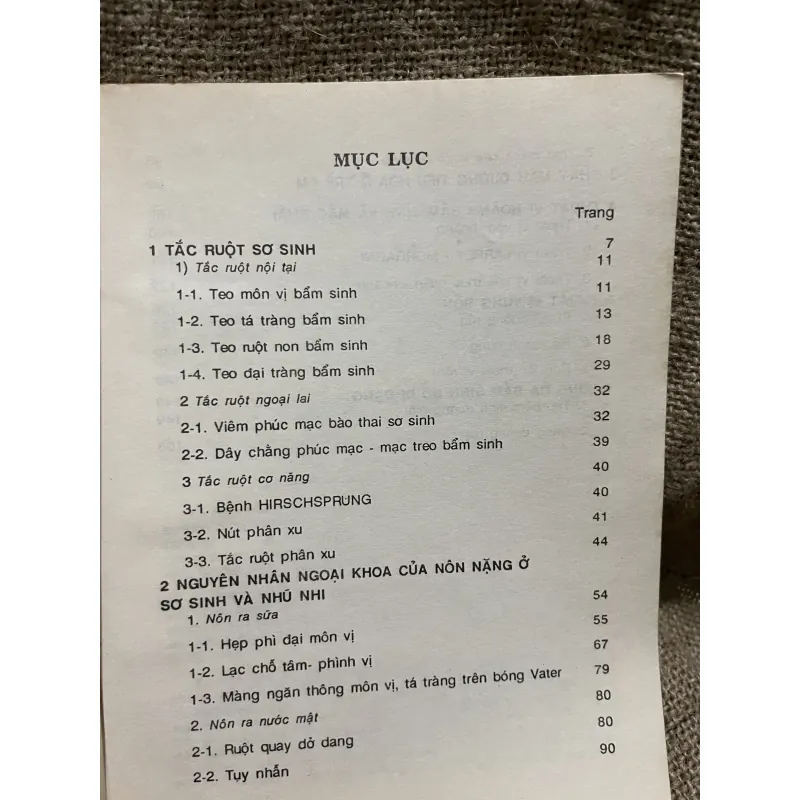 MỤC LỤC
Trang
1 TẮC RUỘT SƠ SINH 7
1) Tắc ruột nội tại 11
1-1. Teo môn vị bẩm sinh 11
1-2. Teo tá tràng bẩm sinh 13
1-3. Teo ruột non bẩm sinh 18
1-4. Teo đại tràng bẩm sinh 29
2 Tắc ruột ngoại lai 32
2-1. Viêm phúc mạc bào thai sơ sinh 32
2-2. Dây chằng phúc mạc - mạc treo bẩm sinh 39
3 Tắc ruột cơ năng 40
3-1. Bệnh HIRSCHSPRUNG 40
3-2. Nút phân xu 41
3-3. Tắc ruột phân xu 44
2 NGUYÊN NHÂN NGOẠI KHOA CỦA NÔN NẶNG Ở
SƠ SINH VÀ NHŨ NHI 54
1. Nôn ra sữa 55
1-1. Hẹp phì đại môn vị 67
1-2. Lạc chỗ tâm- phình vị 79
1-3. Màng ngăn thông môn vị, tá tràng trên bóng Vater 80
2. Nôn ra nước mật 80
2-1. Ruột quay dở dang 90
2-2. Tụy nhẫn